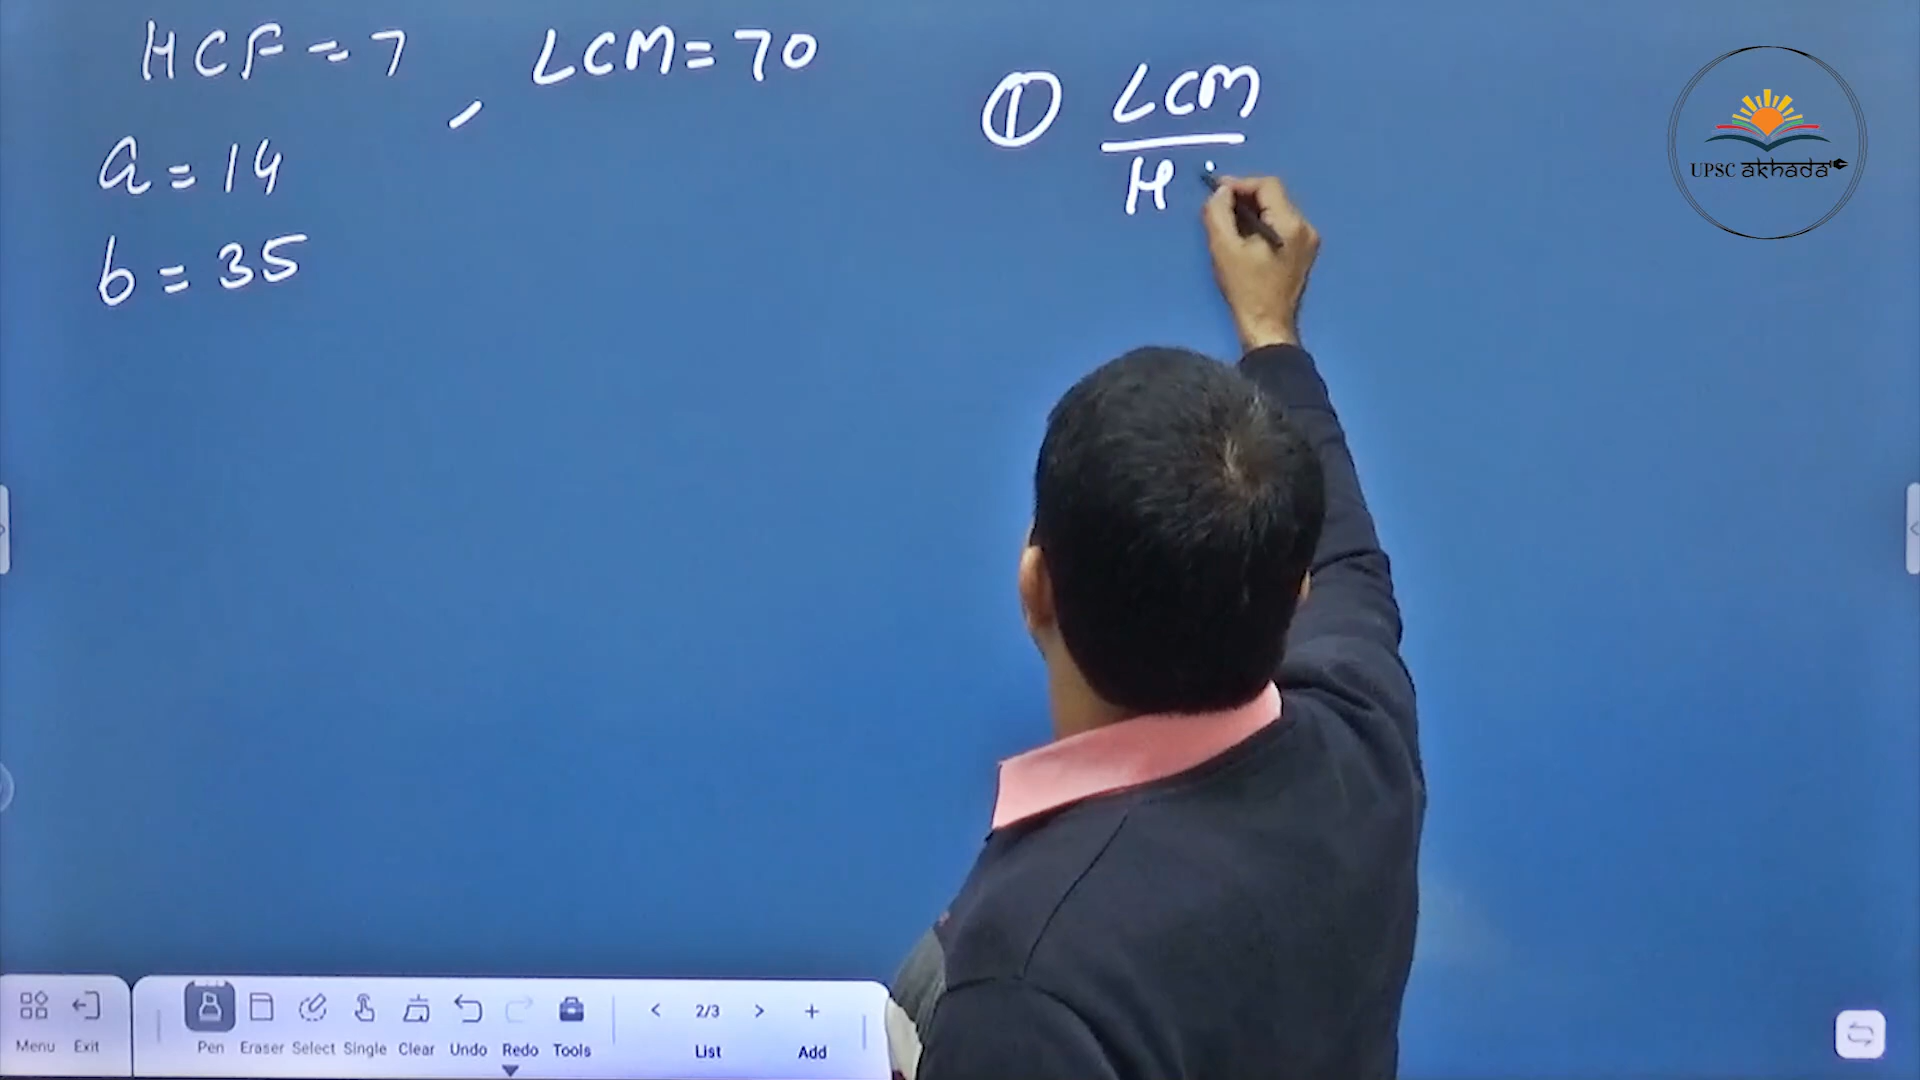 HCF = 7 , LCM = 70
a = 14
b = 35
① LCM
H
UPSC akhada
Menu Exit Pen Eraser Select Single Clear Undo Redo Tools
< 2/3 > +
List Add